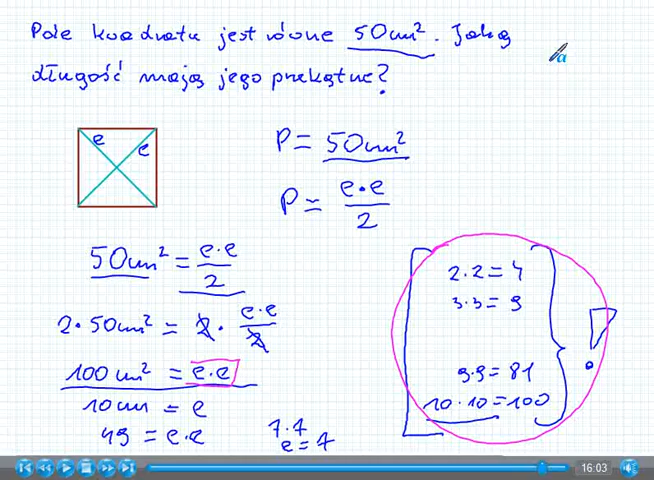 Pole kwadratu jest równe 50cm². Jaką
długość mają jego przekątne?
e e
P = 50cm²
P = e·e / 2
50cm² = e·e / 2
2·50cm² = 2 · e·e / 2
100cm² = e·e
10cm = e
49 = e·e
7·7
e = 7
2·2=4
3·3=9
9·9=81
10·10=100
!
16:03